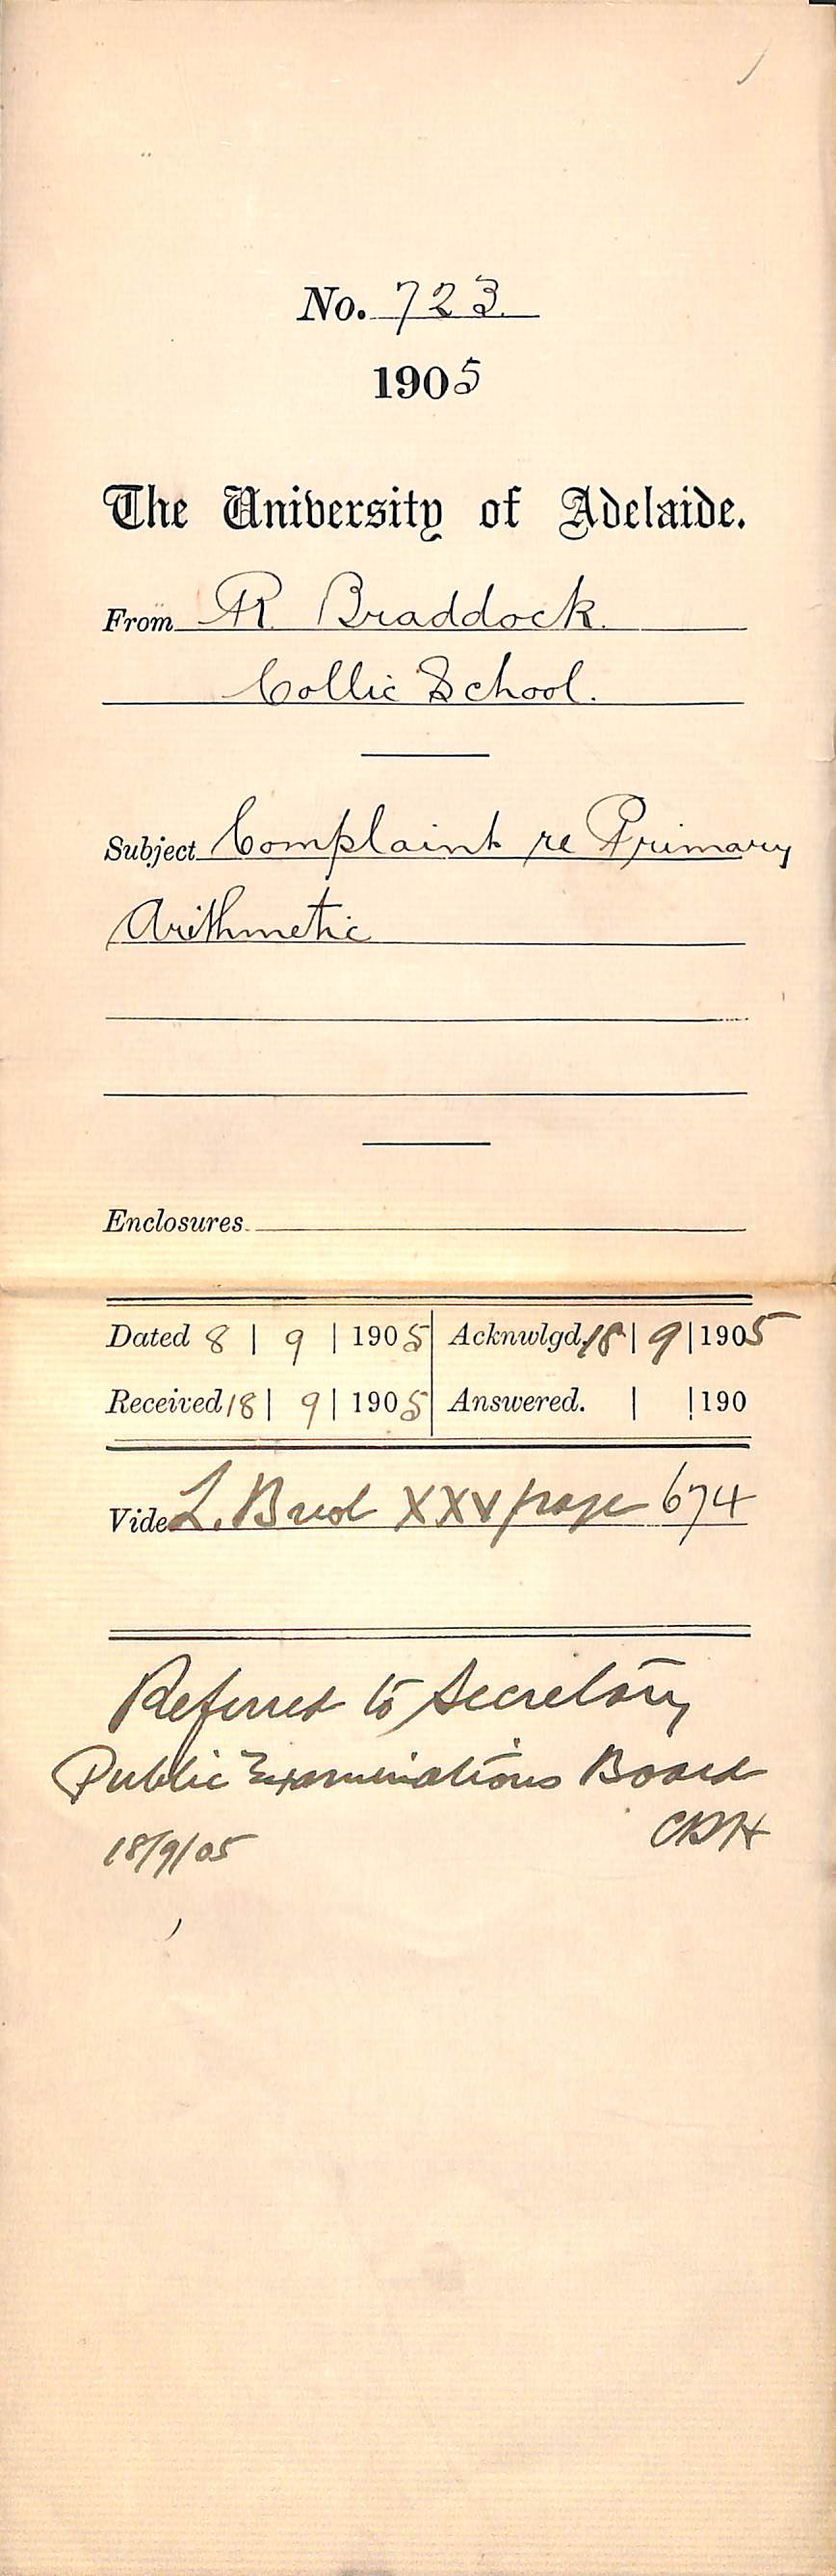 No. 723.
1905
The University of Adelaide.
From R Braddock.
Collie School.
Subject Complaint re Primary
Arithmetic
Enclosures
Dated 8 | 9 | 1905 Acknwlgd. 18 | 9 | 1905
Received 18 | 9 | 1905 Answered. | | 190
Vide L. XXV page 674
Referred to Secretary
Public Examinations Board
18/9/05